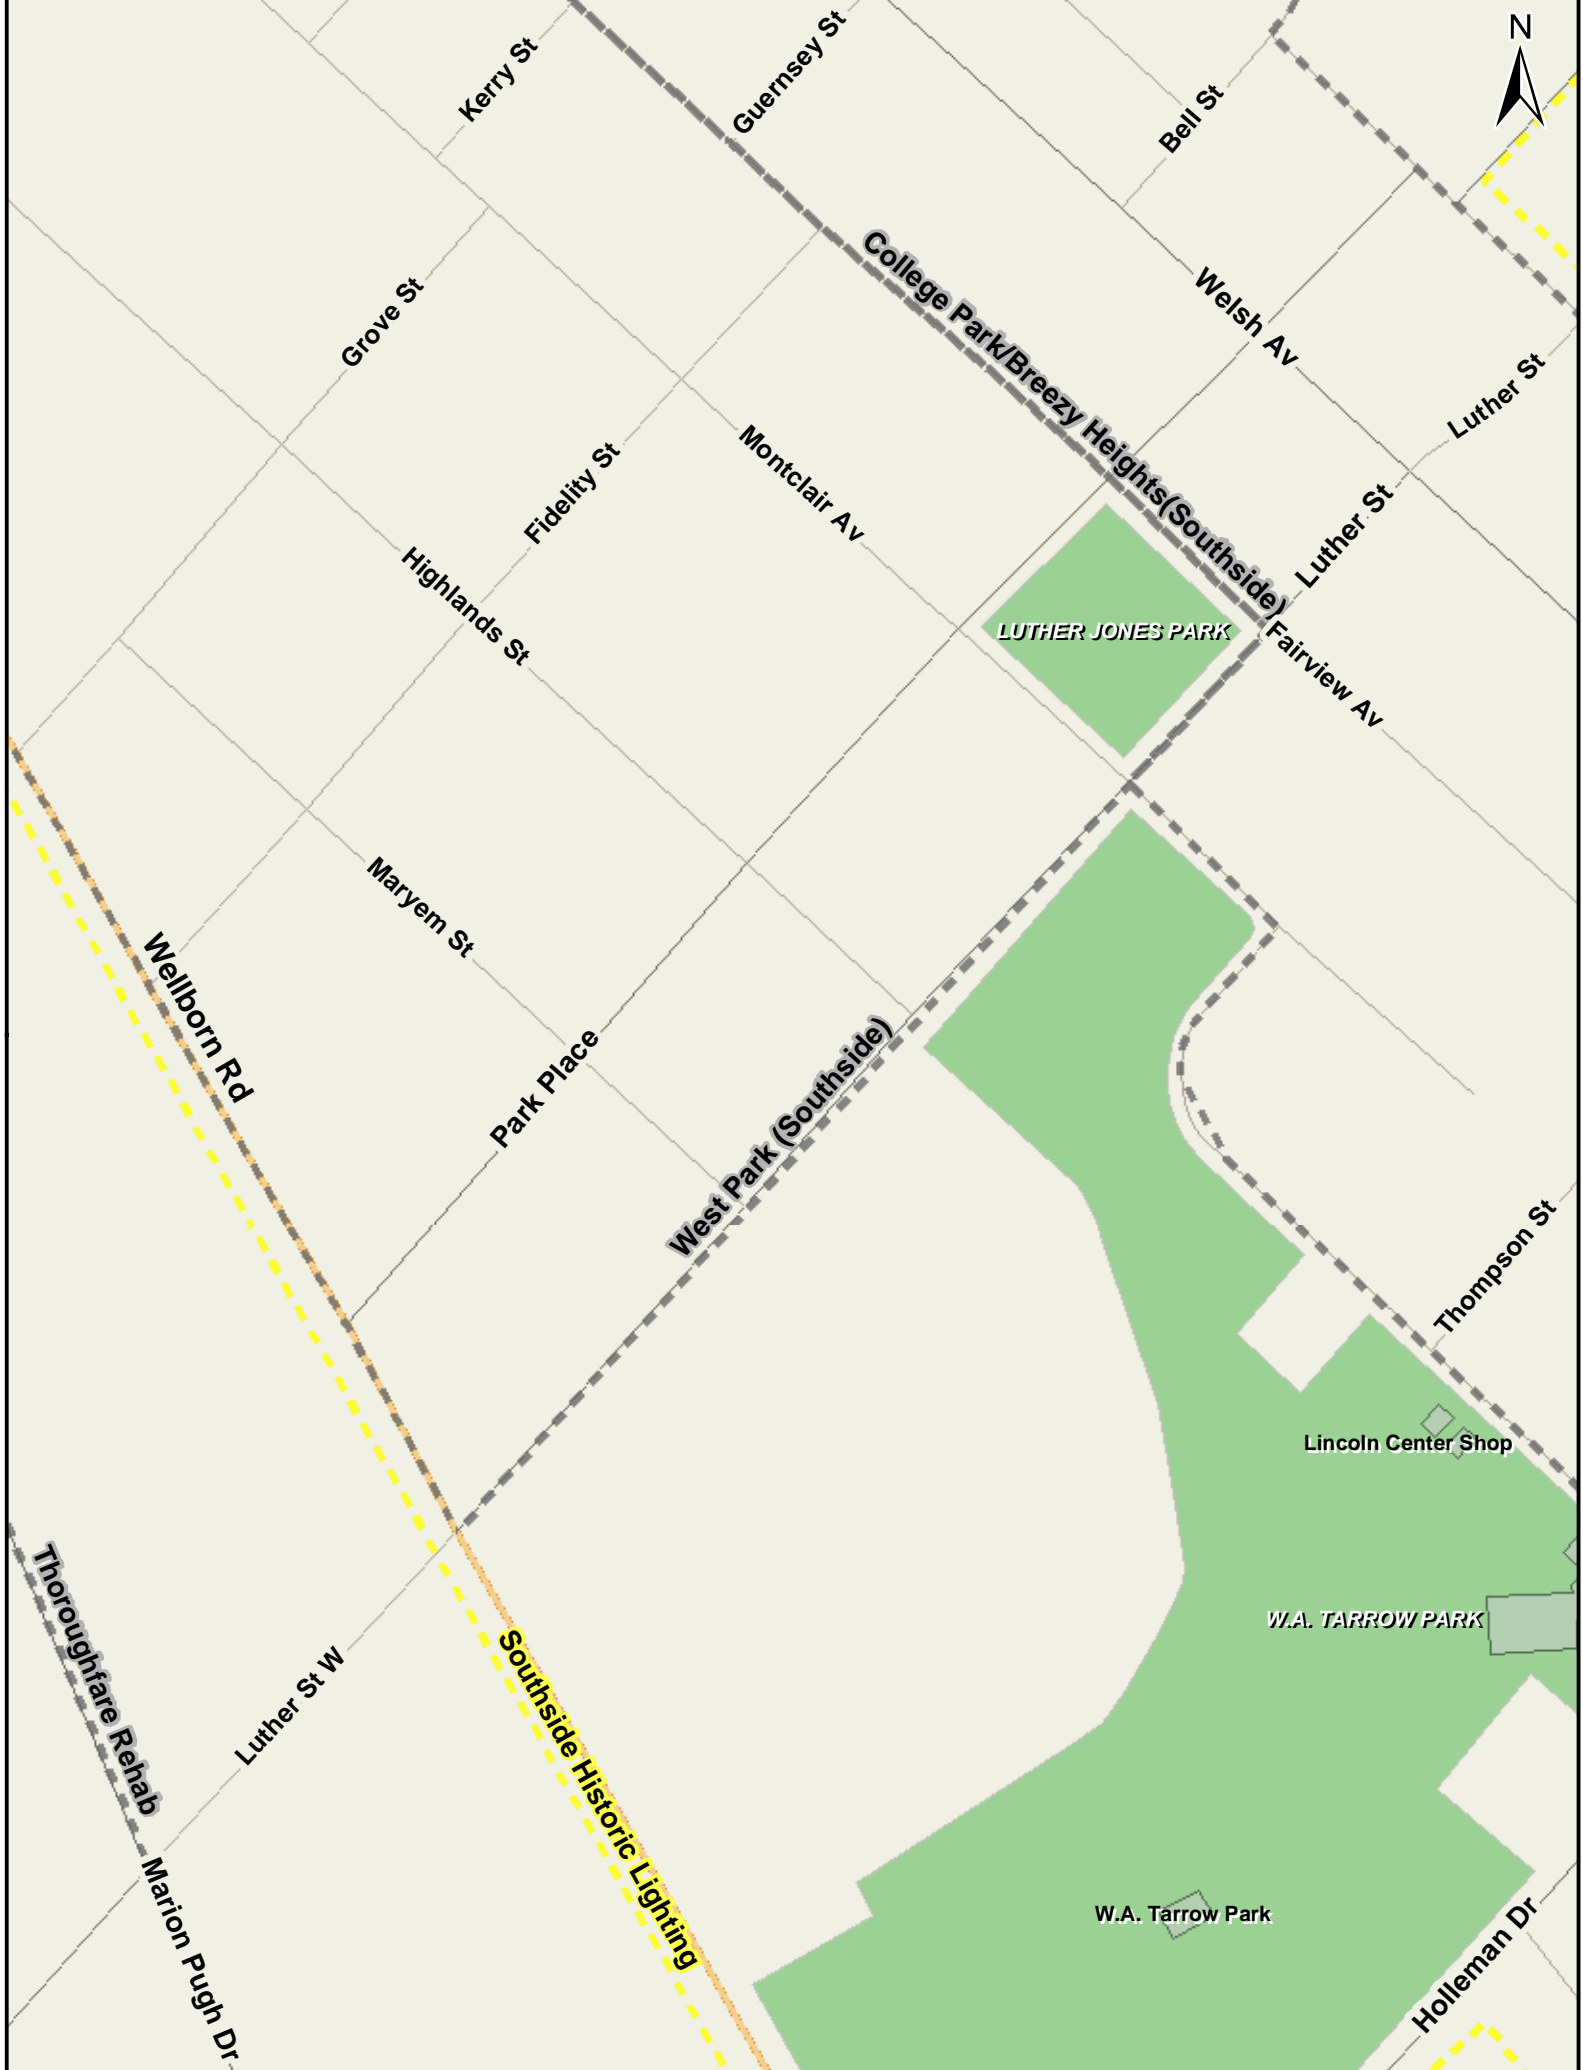 N
Kerry St
Guernsey St
Bell St
College Park/Breezy Heights(Southside)
Welsh Av
Grove St
Luther St
Fidelity St
Montclair Av
Luther St
Highlands St
LUTHER JONES PARK
Fairview Av
Maryem St
Wellborn Rd
Park Place
West Park (Southside)
Thompson St
Lincoln Center Shop
Thoroughfare Rehab
W.A. TARROW PARK
Luther St W
Southside Historic Lighting
W.A. Tarrow Park
Marion Pugh Dr
Holleman Dr